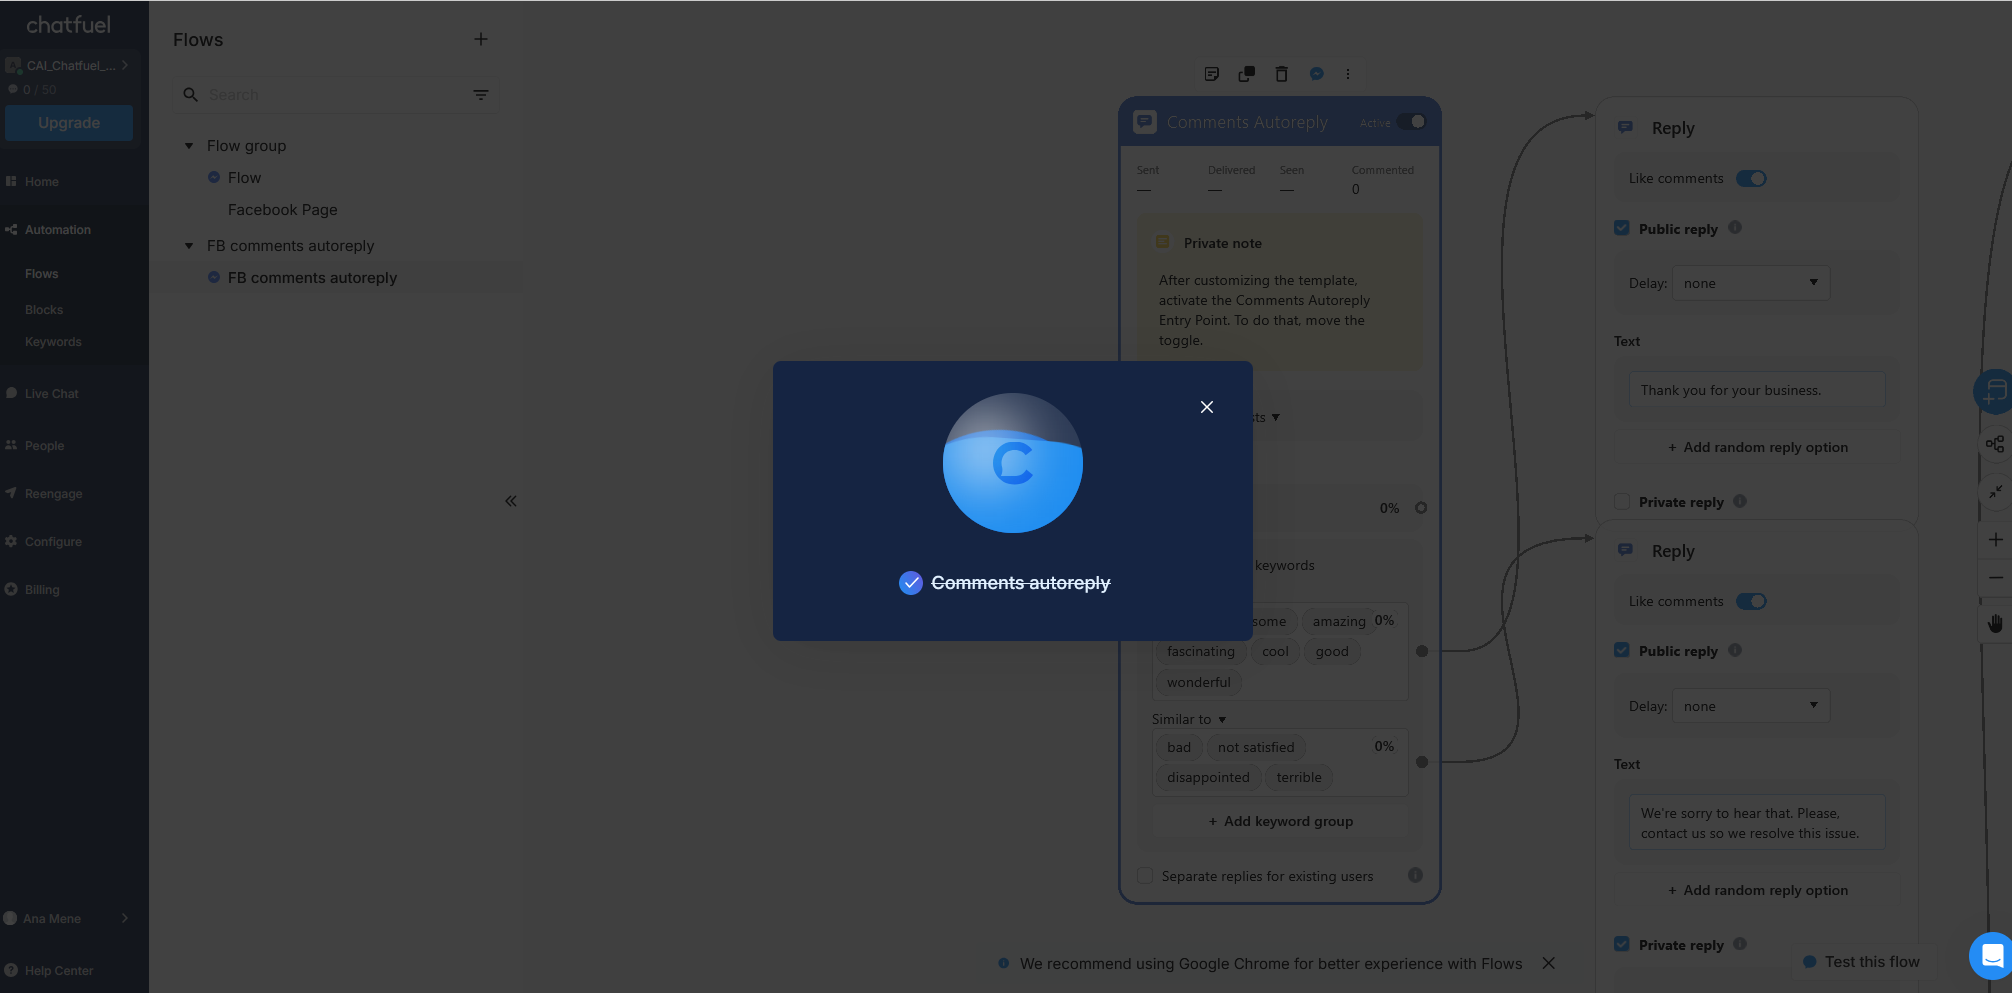 chatfuel
A CAI_Chatfuel_...
0 / 50
Upgrade
Home
Automation
Flows
Blocks
Keywords
Live Chat
People
Reengage
Configure
Billing
Ana Mene
Help Center
Flows
Search
Flow group
Flow
Facebook Page
FB comments autoreply
FB comments autoreply
Comments Autoreply Active
Sent Delivered Seen Commented
— — — 0
Private note
After customizing the template,
activate the Comments Autoreply
Entry Point. To do that, move the
toggle.
sts
0%
keywords
some amazing 0%
fascinating cool good
wonderful
Similar to
bad not satisfied 0%
disappointed terrible
+ Add keyword group
Separate replies for existing users
Comments autoreply
Reply
Like comments
Public reply
Delay: none
Text
Thank you for your business.
+ Add random reply option
Private reply
Reply
Like comments
Public reply
Delay: none
Text
We're sorry to hear that. Please,
contact us so we resolve this issue.
+ Add random reply option
Private reply
We recommend using Google Chrome for better experience with Flows
Test this flow